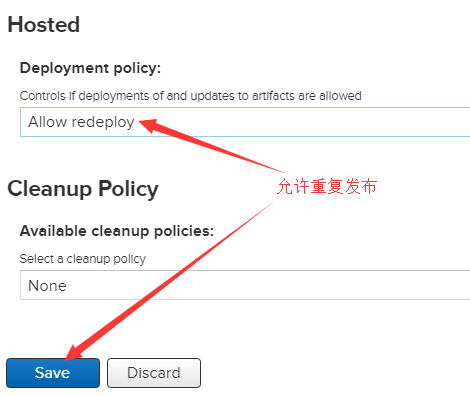 Hosted
Deployment policy:
Controls if deployments of and updates to artifacts are allowed
Allow redeploy
允许重复发布
Cleanup Policy
Available cleanup policies:
Select a cleanup policy
None
Save
Discard